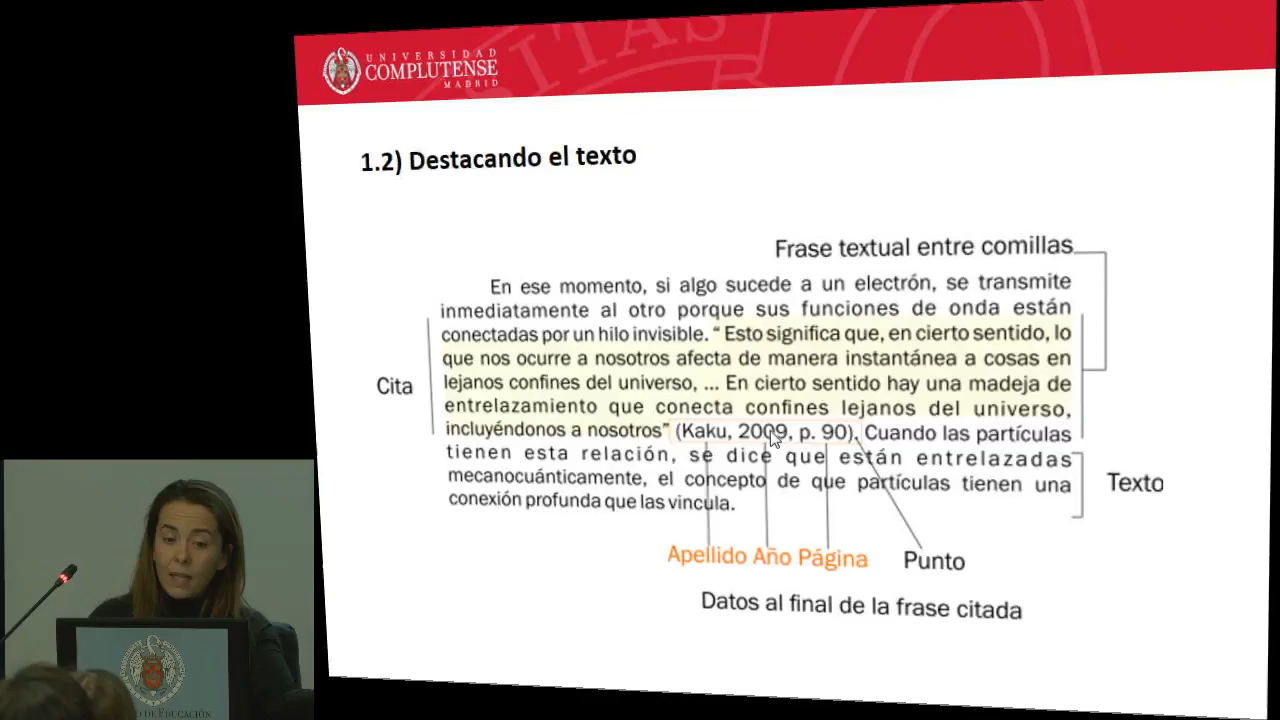 UNIVERSIDAD
COMPLUTENSE
MADRID
1.2) Destacando el texto
Frase textual entre comillas
En ese momento, si algo sucede a un electrón, se transmite
inmediatamente al otro porque sus funciones de onda están
conectadas por un hilo invisible. “ Esto significa que, en cierto sentido, lo
que nos ocurre a nosotros afecta de manera instantánea a cosas en
lejanos confines del universo, ... En cierto sentido hay una madeja de
entrelazamiento que conecta confines lejanos del universo,
incluyéndonos a nosotros” (Kaku, 2009, p. 90). Cuando las partículas
tienen esta relación, se dice que están entrelazadas
mecanocuánticamente, el concepto de que partículas tienen una
conexión profunda que las vincula.
Cita
Texto
Apellido Año Página
Punto
Datos al final de la frase citada
DE EDUCACIÓN